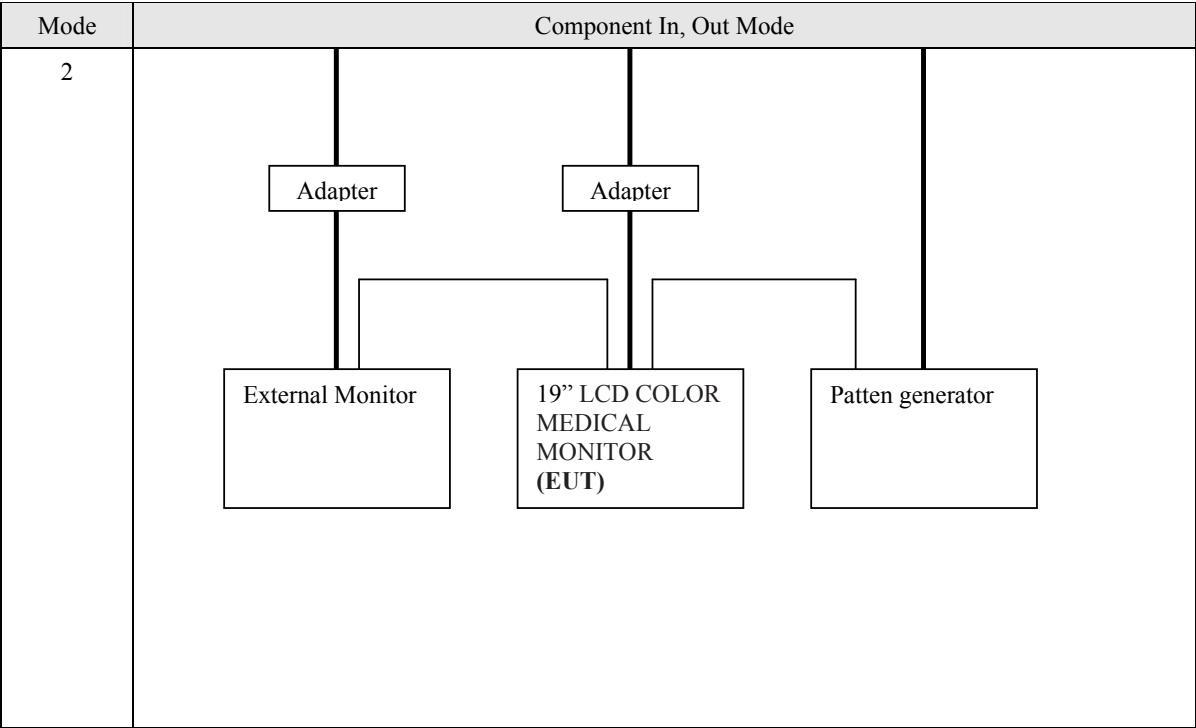 Mode
Component In, Out Mode
2
Adapter
Adapter
External Monitor
19” LCD COLOR
MEDICAL
MONITOR
(EUT)
Patten generator